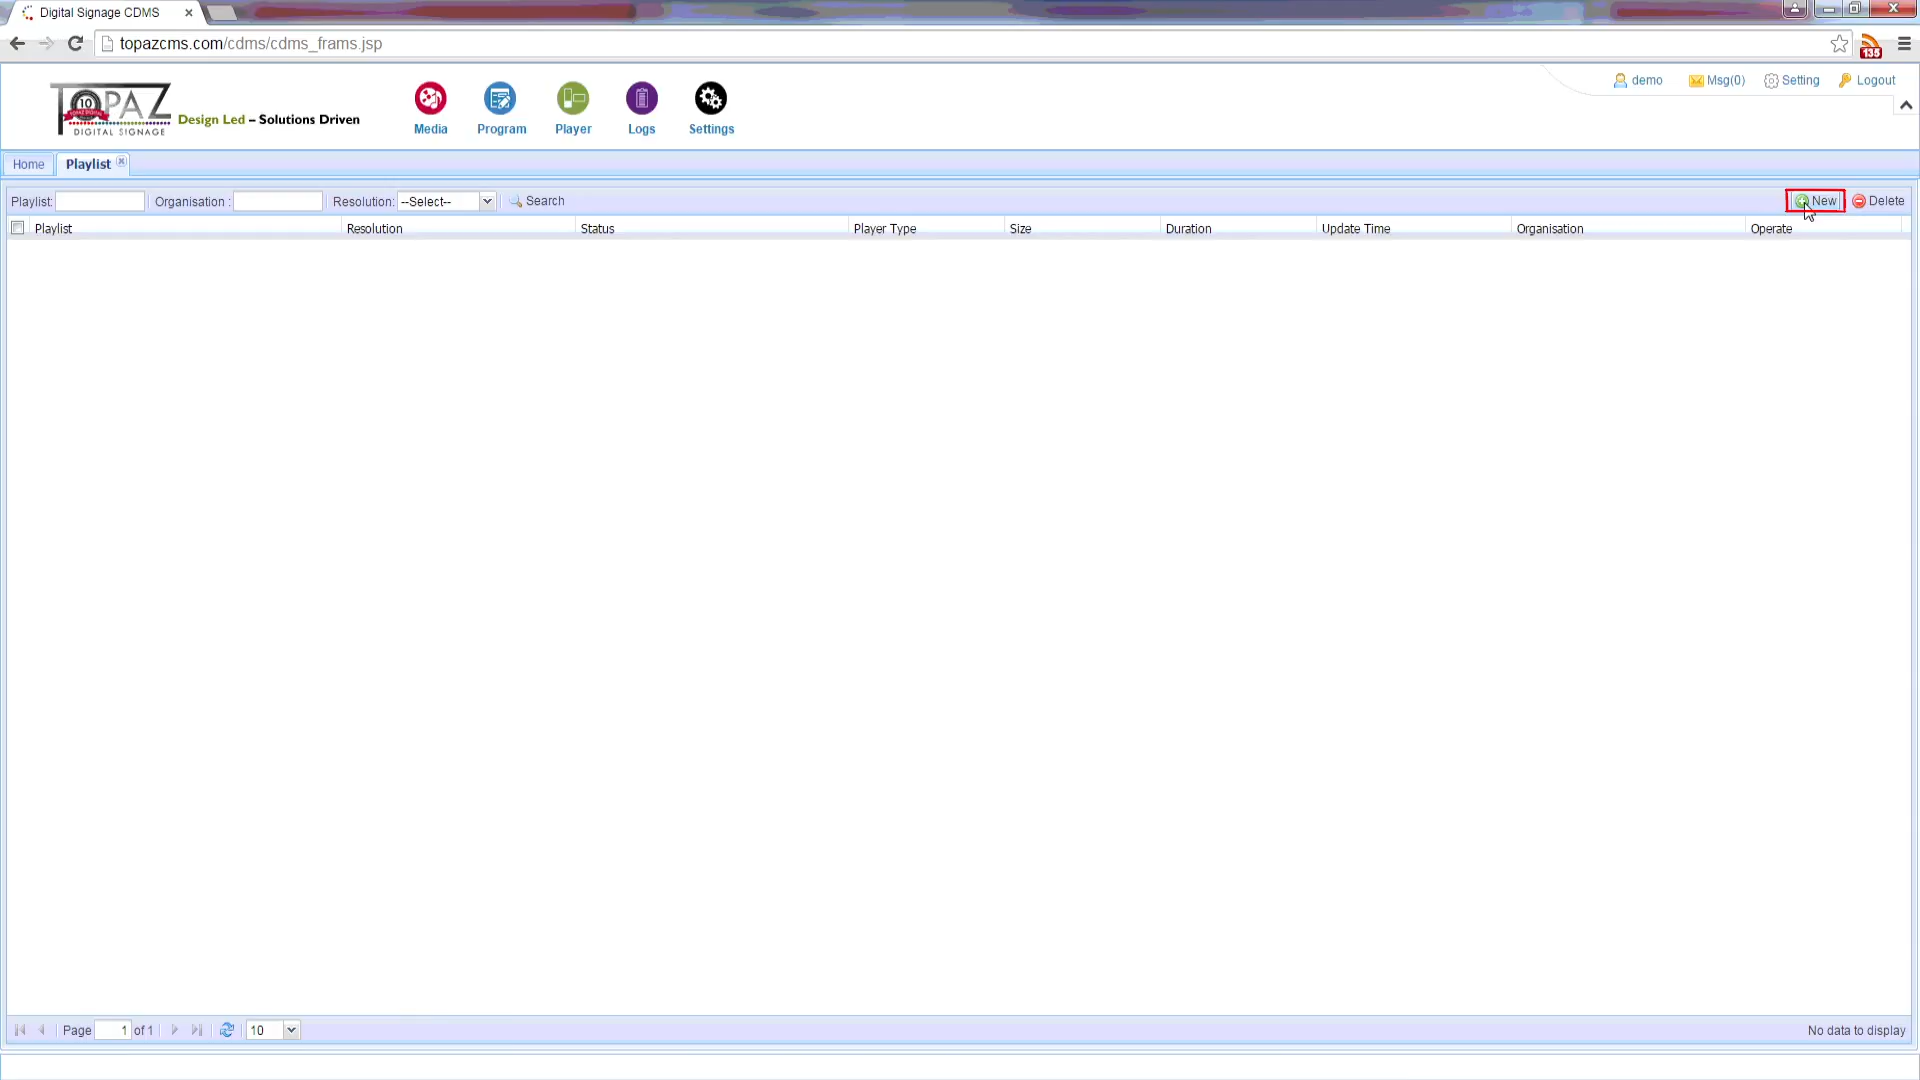 Digital Signage CDMS
topazcms.com/cdms/cdms_frams.jsp
135
demo Msg(0) Setting Logout
TOPAZ
10
DIGITAL SIGNAGE
Design Led – Solutions Driven
Media Program Player Logs Settings
Home Playlist
Playlist: Organisation : Resolution: --Select-- Search New Delete
Playlist Resolution Status Player Type Size Duration Update Time Organisation Operate
Page 1 of 1 10 No data to display